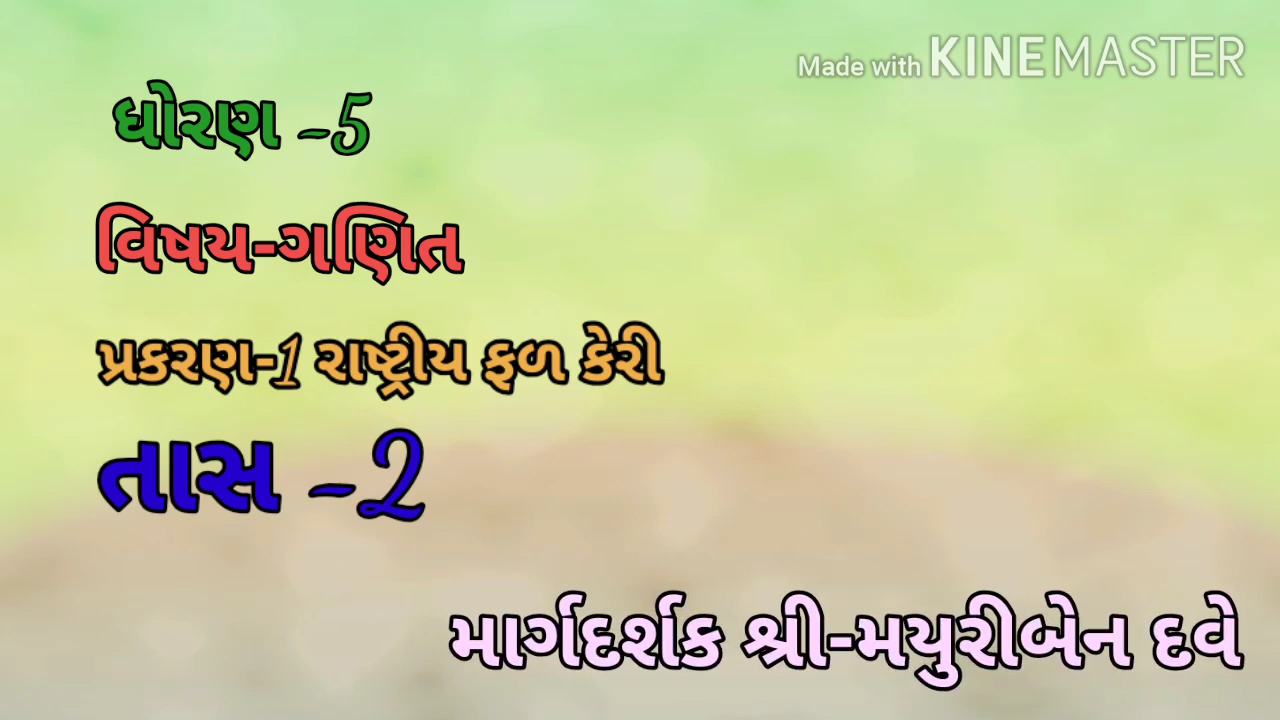 Made with KINEMASTER
ધોરણ -5
વિષય-ગણિત
પ્રકરણ-1 રાષ્ટ્રીય ફળ કેરી
તાસ -2
માર્ગદર્શક શ્રી-મયુરીબેન દવે